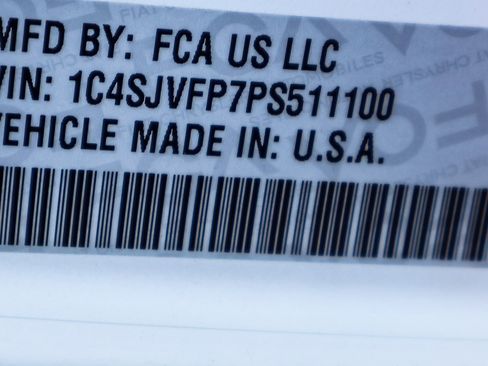 MFD BY: FCA US LLC
VIN: 1C4SJVFP7PS511100
VEHICLE MADE IN: U.S.A.